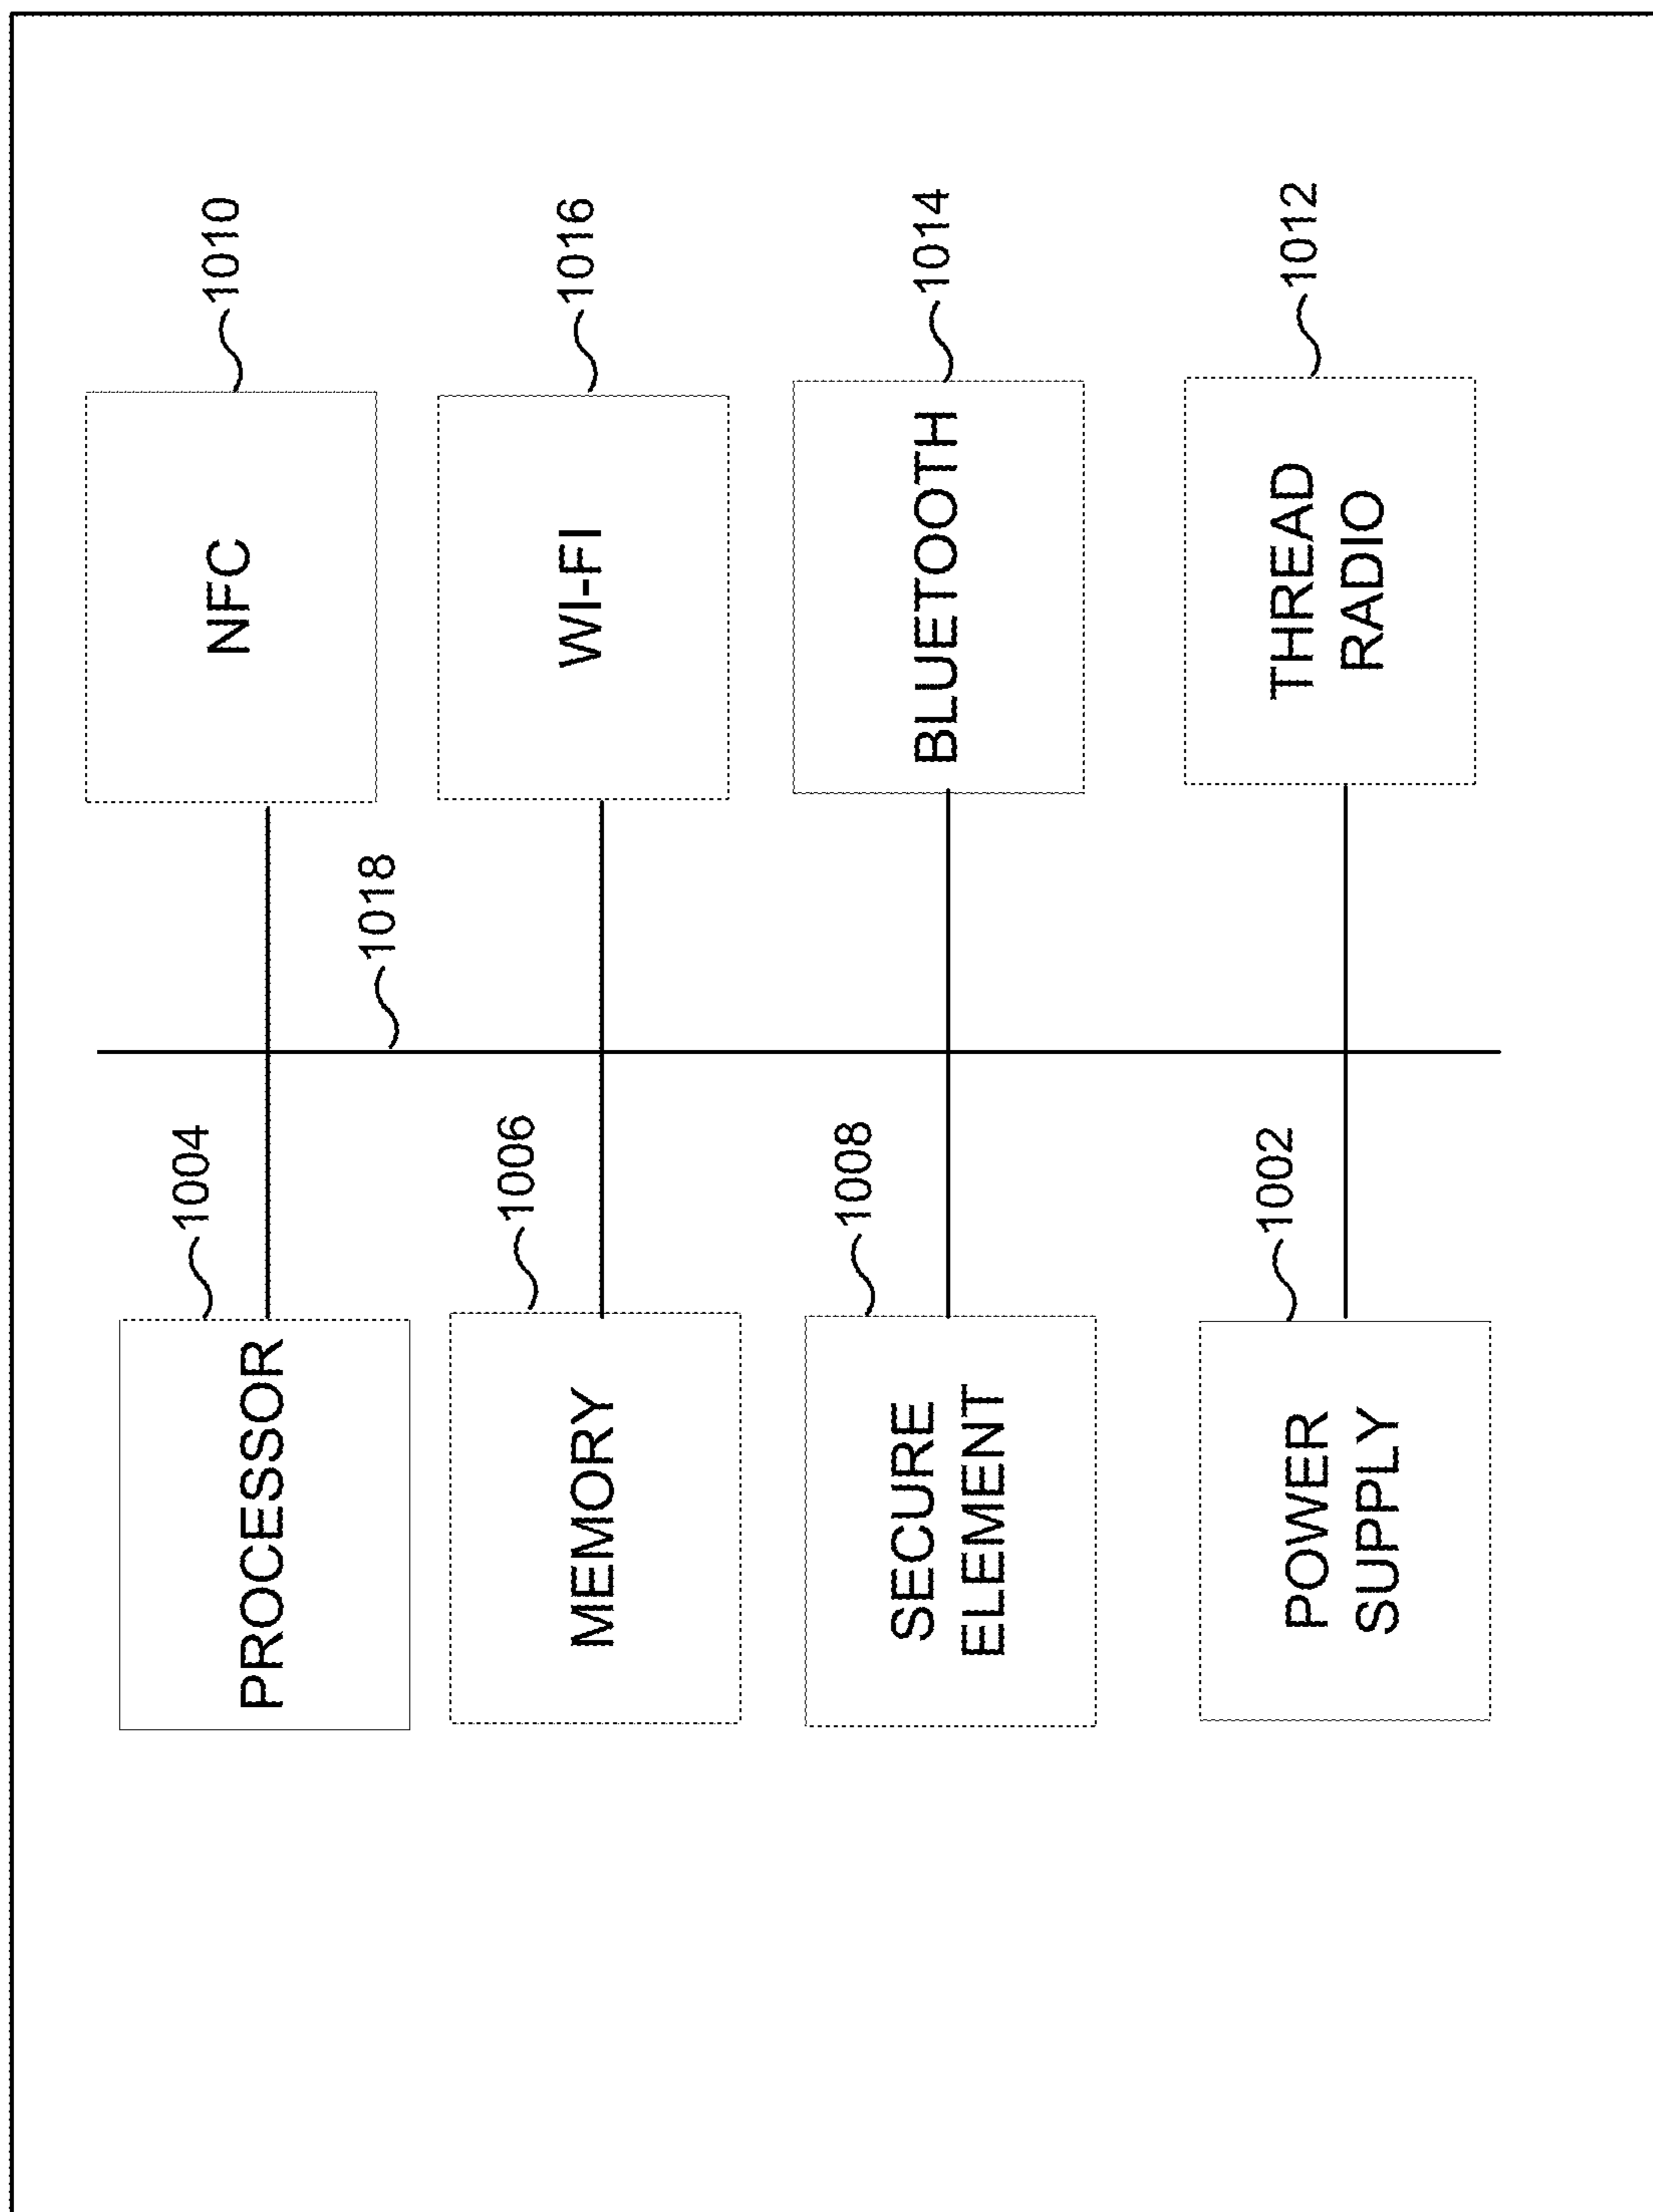 1004
PROCESSOR
1006
MEMORY
1008
SECURE
ELEMENT
1002
POWER
SUPPLY
1018
1010
NFC
1016
WI-FI
1014
BLUETOOTH
1012
THREAD
RADIO